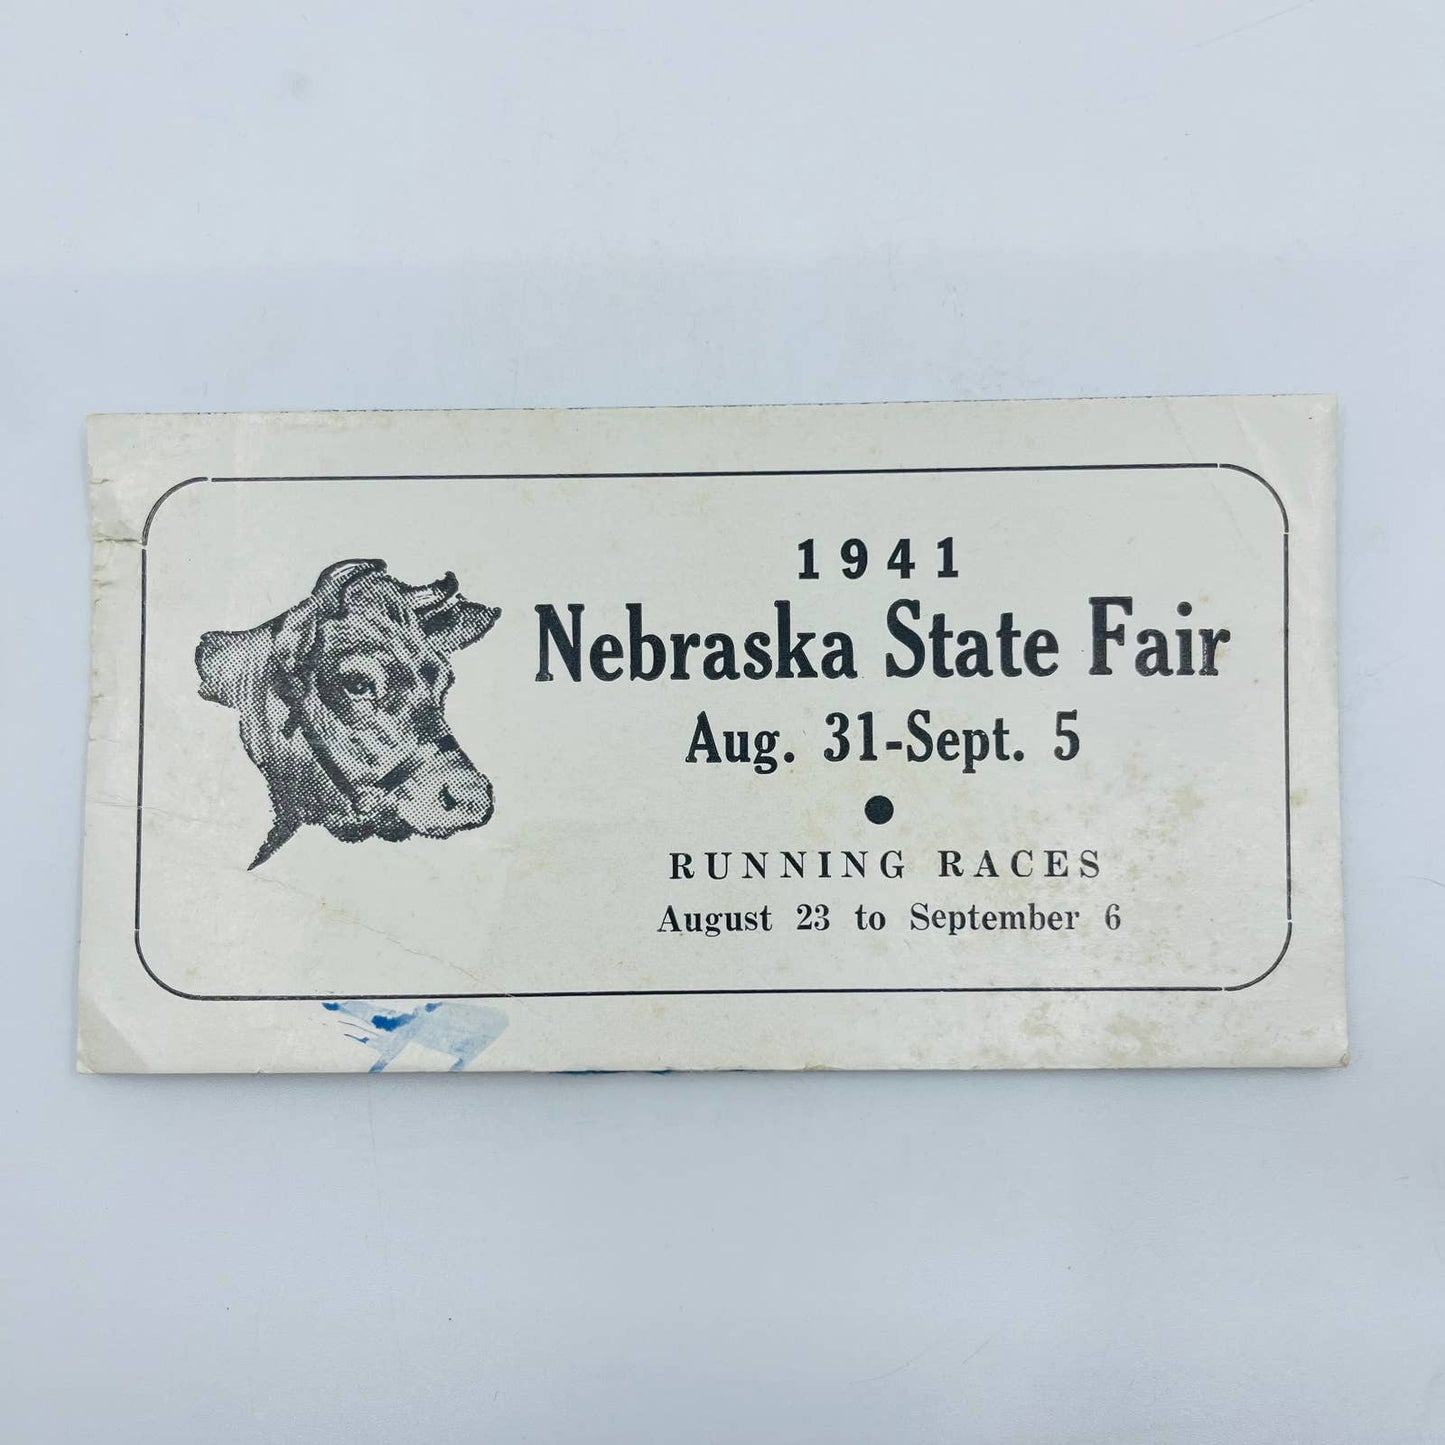 1941
Nebraska State Fair
Aug. 31-Sept. 5
RUNNING RACES
August 23 to September 6